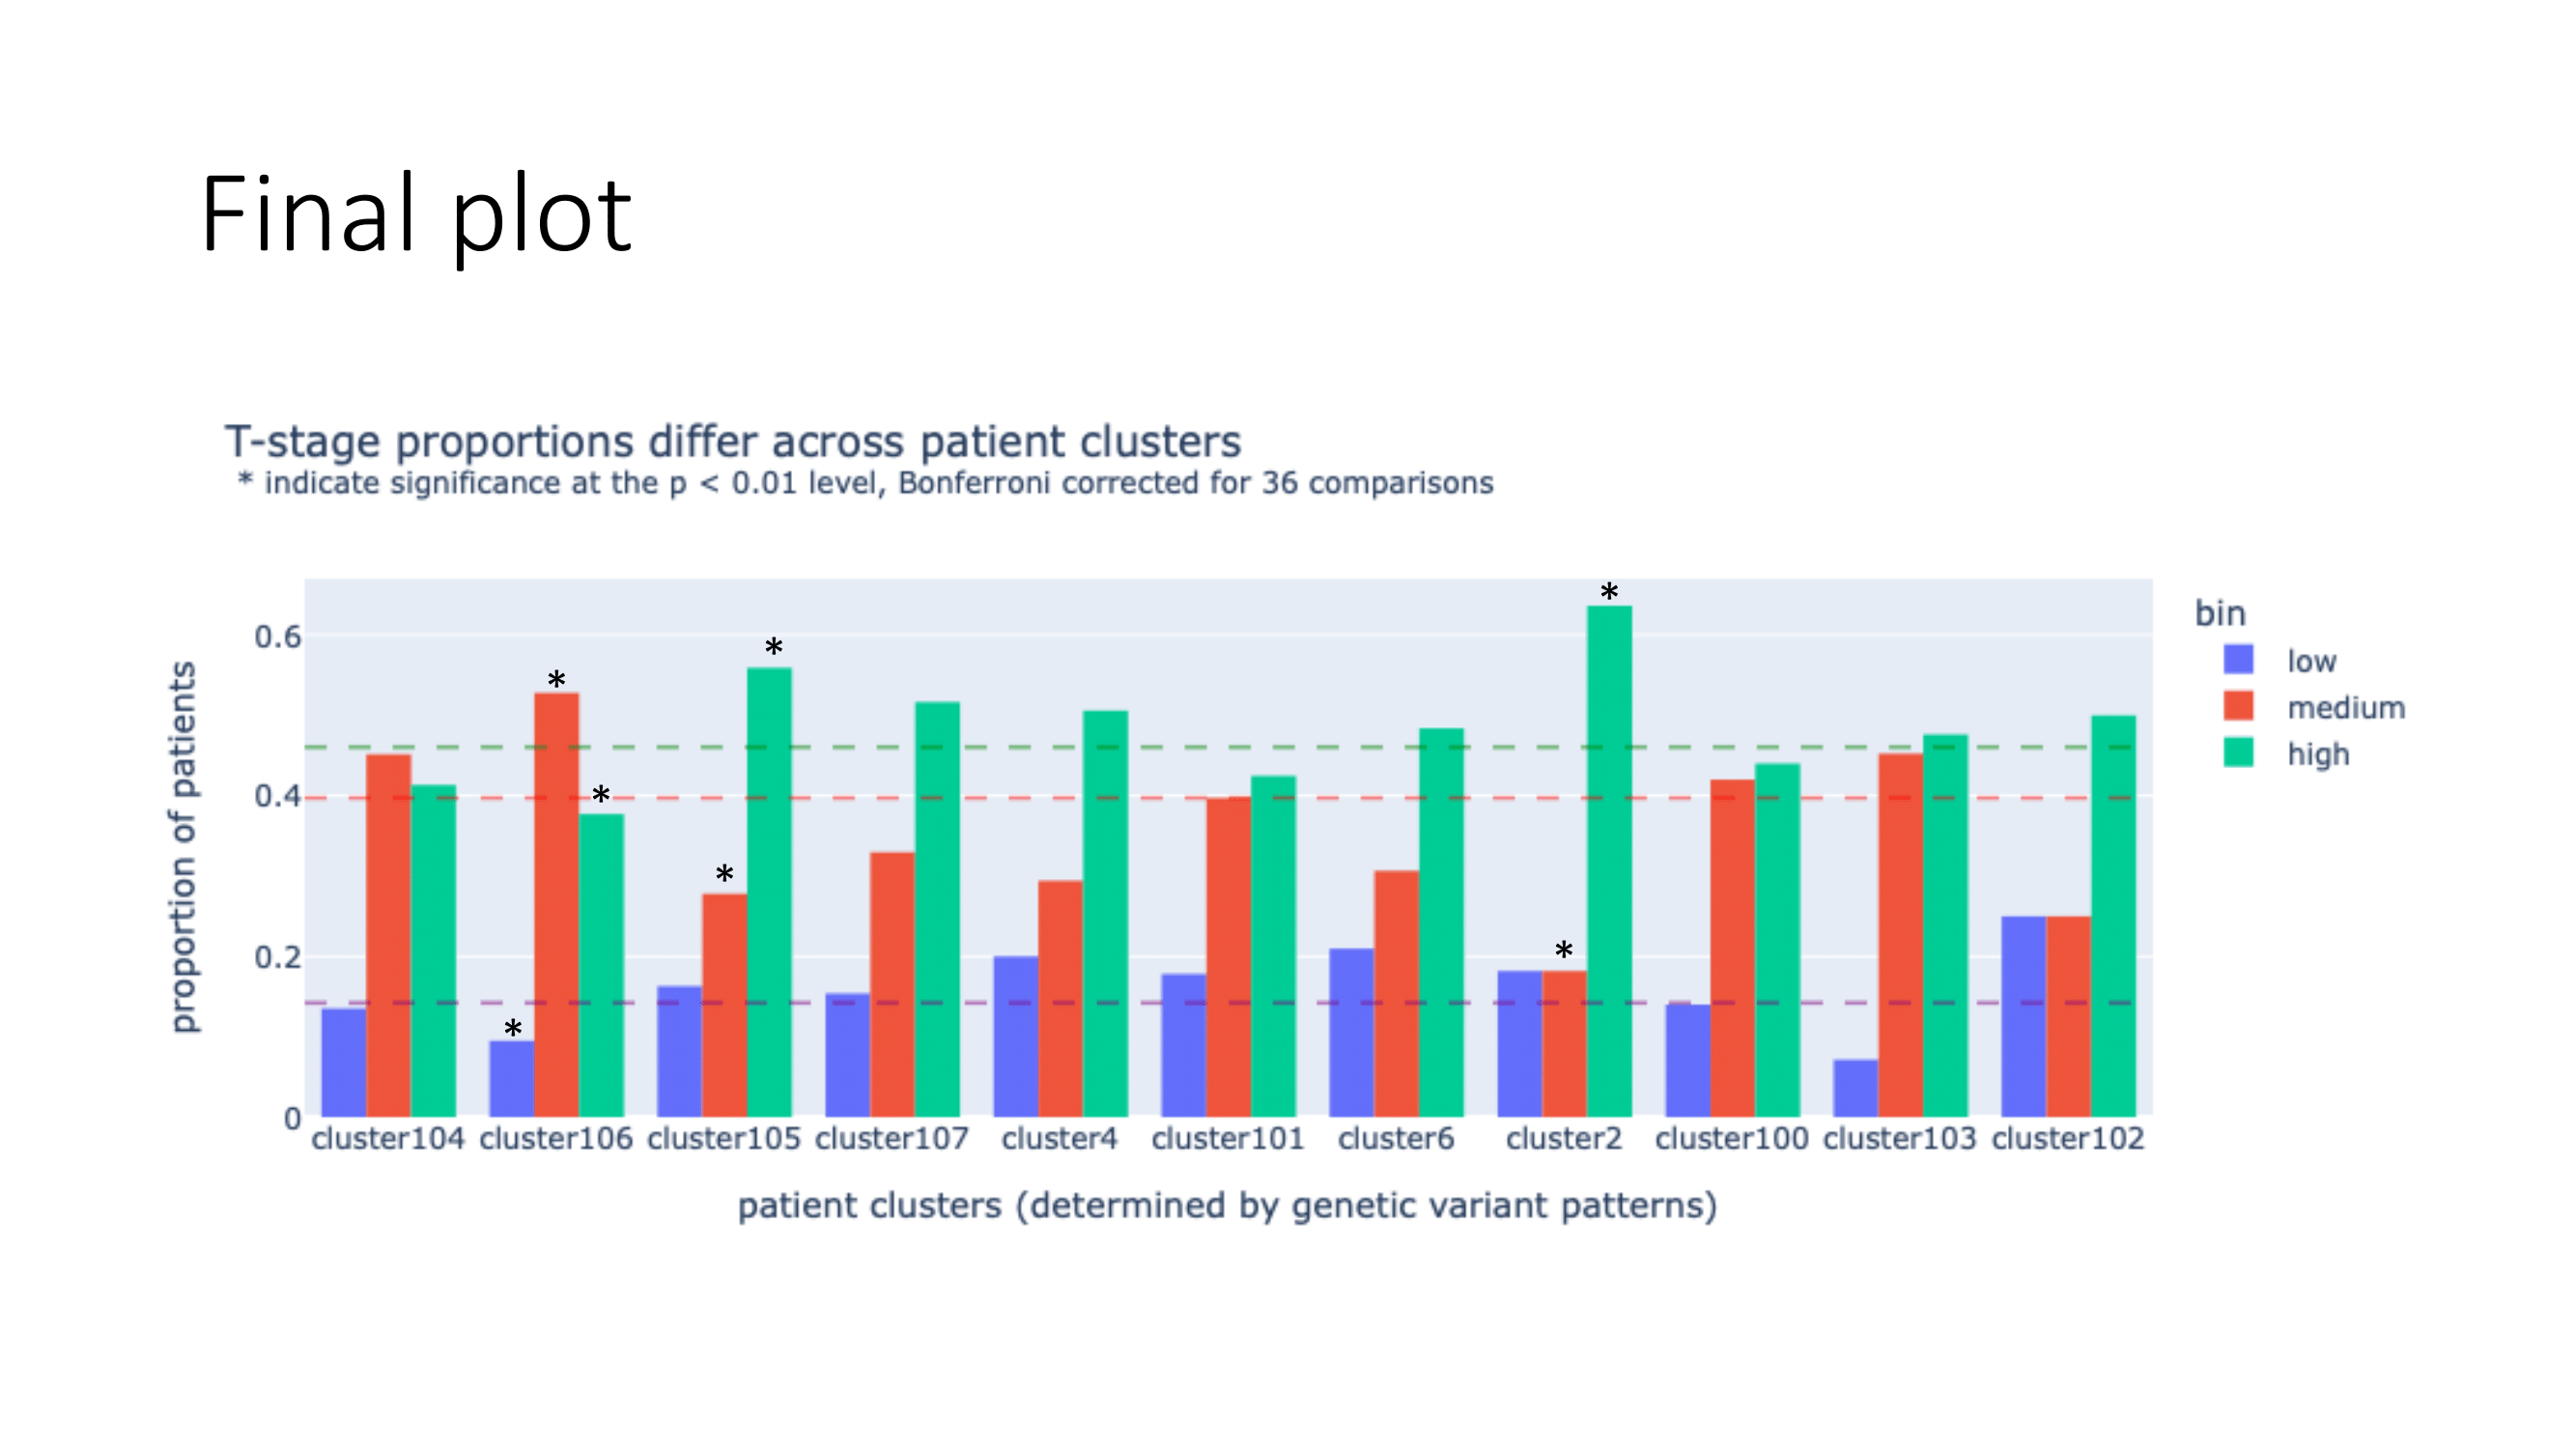 Final plot
T-stage proportions differ across patient clusters
* indicate significance at the p < 0.01 level, Bonferroni corrected for 36 comparisons
proportion of patients
0.6
0.4
0.2
0
*
*
*
*
*
*
*
cluster104 cluster106 cluster105 cluster107 cluster4 cluster101 cluster6 cluster2 cluster100 cluster103 cluster102
patient clusters (determined by genetic variant patterns)
bin
low
medium
high